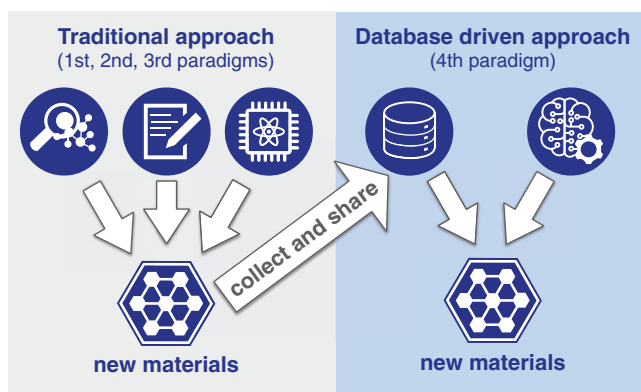 Traditional approach
(1st, 2nd, 3rd paradigms)
Database driven approach
(4th paradigm)
collect and share
new materials
new materials